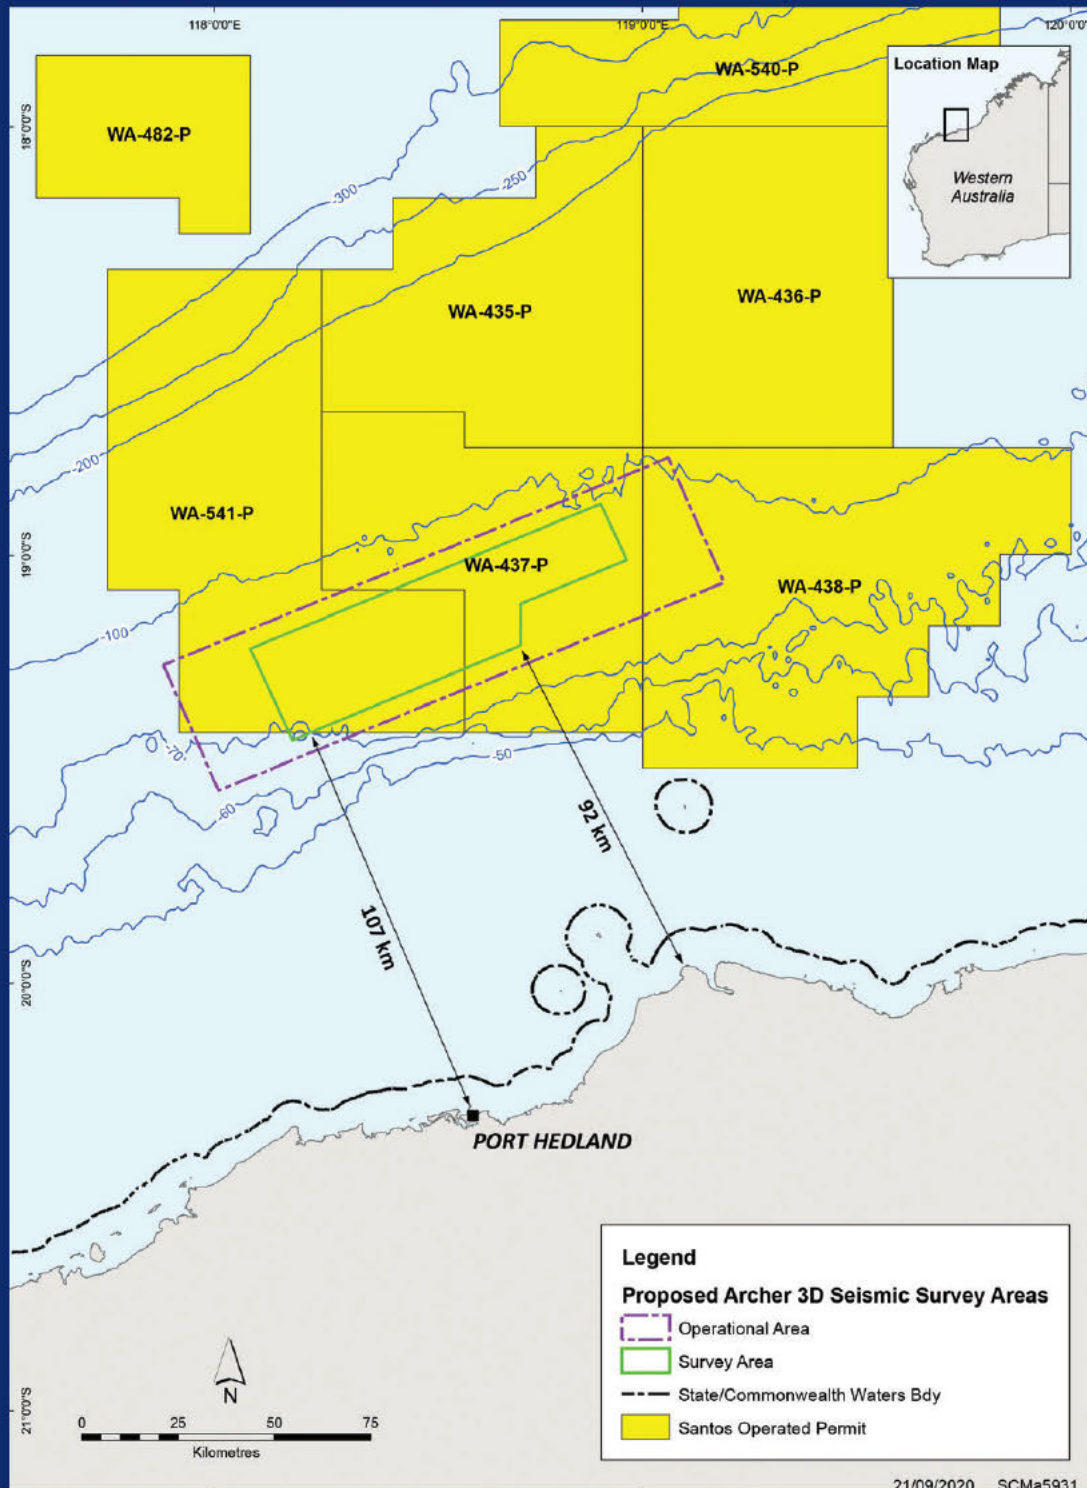 118°0'0"E
119°0'0"E
120°0'0"
WA-540-P
Location Map
WA-482-P
18°0'0"S
-300
-250
Western
Australia
WA-435-P
WA-436-P
-200
WA-541-P
19°0'0"S
WA-437-P
WA-438-P
-100
-70
-50
-60
92 km
107 km
20°0'0"S
PORT HEDLAND
Legend
Proposed Archer 3D Seismic Survey Areas
Operational Area
Survey Area
State/Commonwealth Waters Bdy
Santos Operated Permit
N
21°0'0"S
0 25 50 75
Kilometres
21/09/2020 SCMa5931